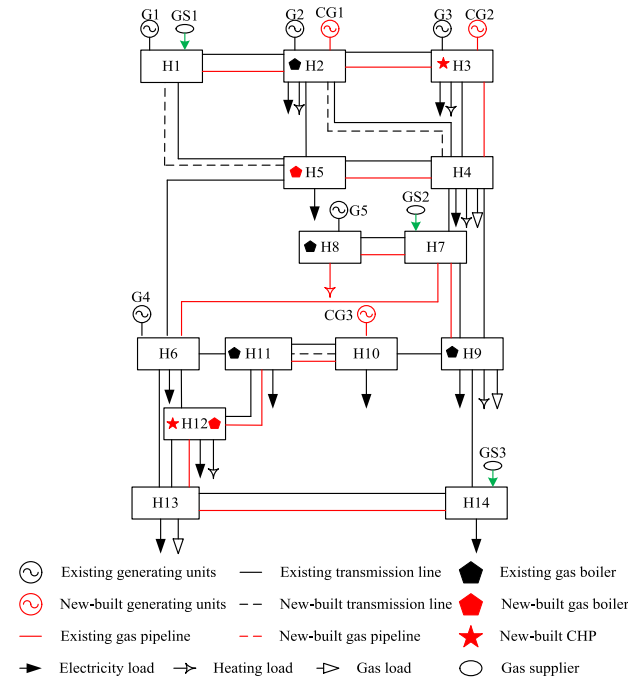 G1 GS1 G2 CG1 G3 CG2
H1 H2 H3
H5 H4
GS2
G5
H8 H7
G4 CG3
H6 H11 H10 H9
H12
GS3
H13 H14
Existing generating units Existing transmission line Existing gas boiler
New-built generating units New-built transmission line New-built gas boiler
Existing gas pipeline New-built gas pipeline New-built CHP
Electricity load Heating load Gas load Gas supplier